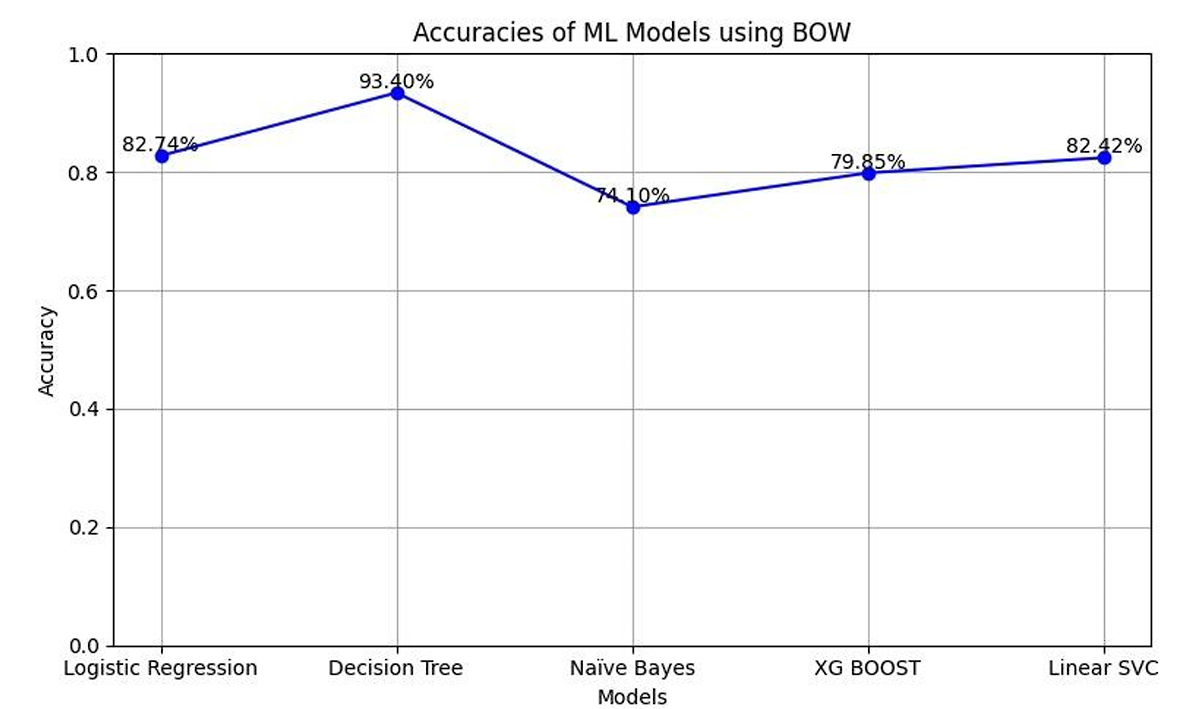 Accuracies of ML Models using BOW
1.0
93.40%
82.74%
82.42%
79.85%
0.8
74.10%
0.6
Accuracy
0.4
0.2
0.0
Logistic Regression Decision Tree Naïve Bayes XG BOOST Linear SVC
Models